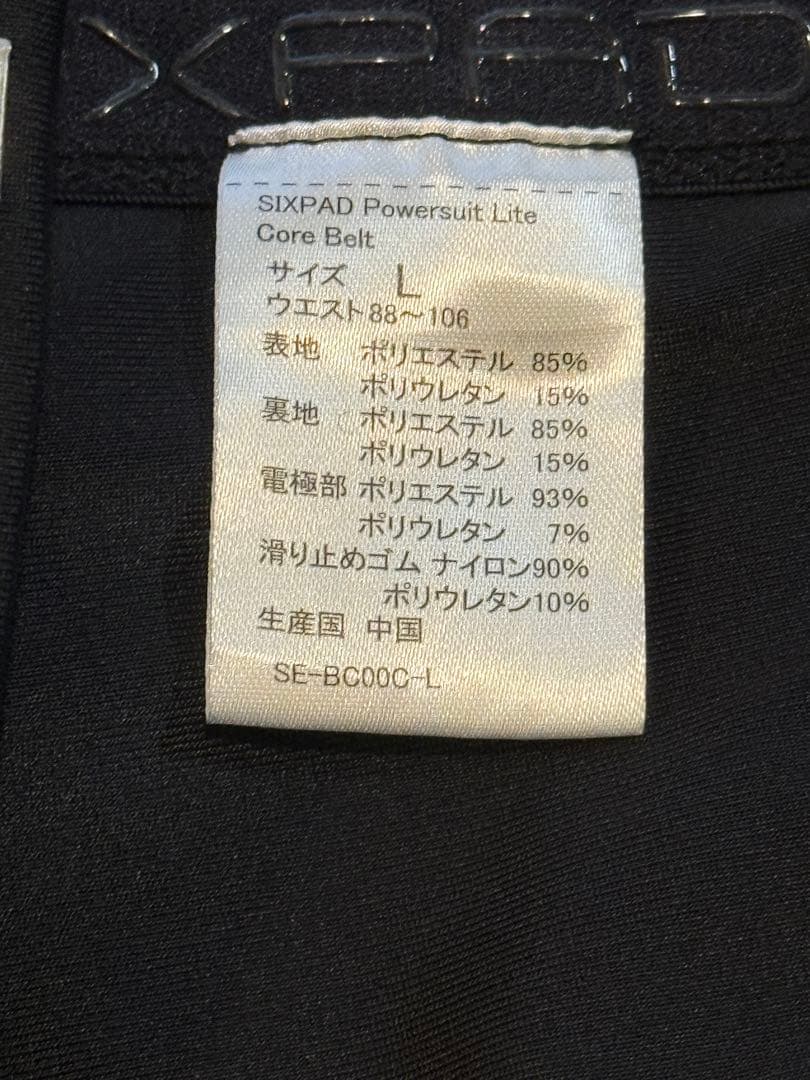 XPAD
SIXPAD Powersuit Lite
Core Belt
サイズ L
ウエスト88～106
表地 ポリエステル 85%
ポリウレタン 15%
裏地 ポリエステル 85%
ポリウレタン 15%
電極部 ポリエステル 93%
ポリウレタン 7%
滑り止めゴム ナイロン90%
ポリウレタン10%
生産国 中国
SE-BC00C-L